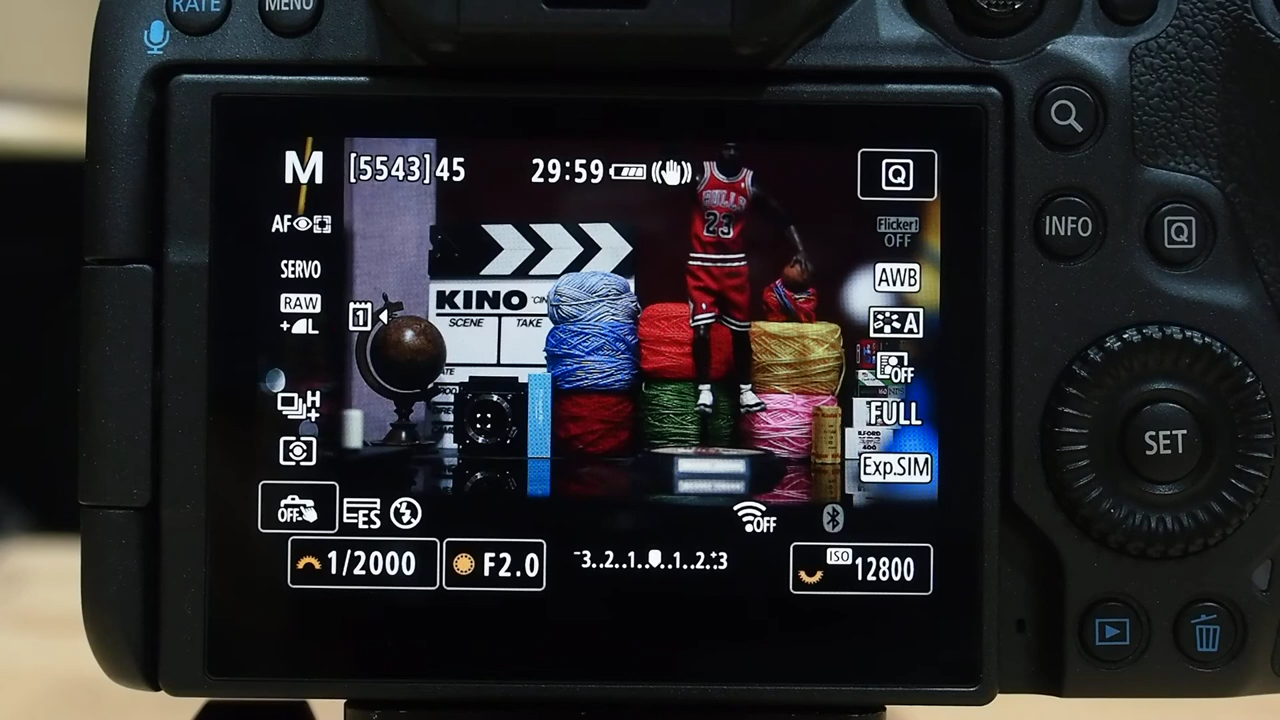 RATE
MENU
M
[5543]45
29:59
Q
AF
Flicker!
OFF
INFO
Q
SERVO
AWB
RAW
+L
1
A
OFF
BULLS
23
KINO
SCENE
TAKE
H
+
FULL
ILFORD
400
SET
Exp.SIM
OFF
ES
OFF
1/2000
F2.0
-3..2..1..0..1..2..+3
ISO
12800